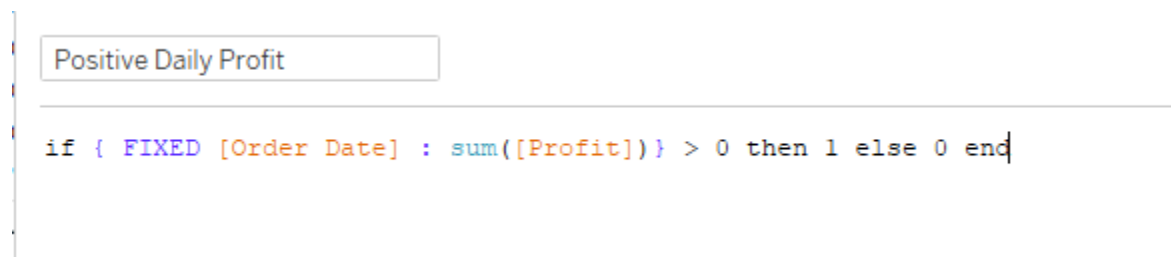 Positive Daily Profit
if { FIXED [Order Date] : sum([Profit])} > 0 then 1 else 0 end